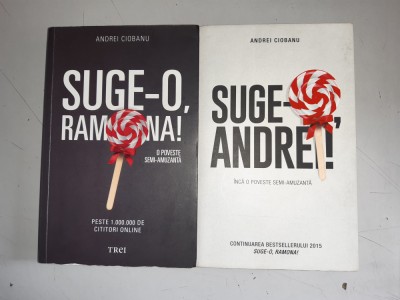 ANDREI CIOBANU
SUGE-O,
RAMONA!
O POVESTE
SEMI-AMUZANTĂ
PESTE 1.000.000 DE
CITITORI ONLINE
TREI
ANDREI CIOBANU
SUGE-O,
ANDREI!
ÎNCĂ O POVESTE SEMI-AMUZANTĂ
CONTINUAREA BESTSELLERULUI 2015
SUGE-O, RAMONA!